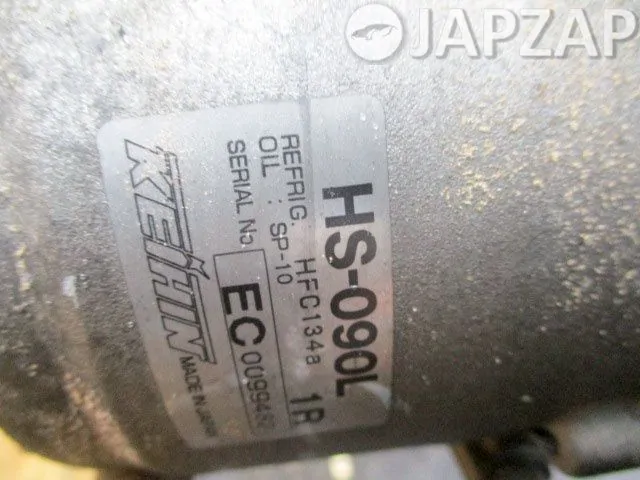 JAPZAP
HS-090L 1R
REFRIG. HFC134a
OIL : SP-10
SERIAL No. EC
KEIHIN
MADE IN JAPAN